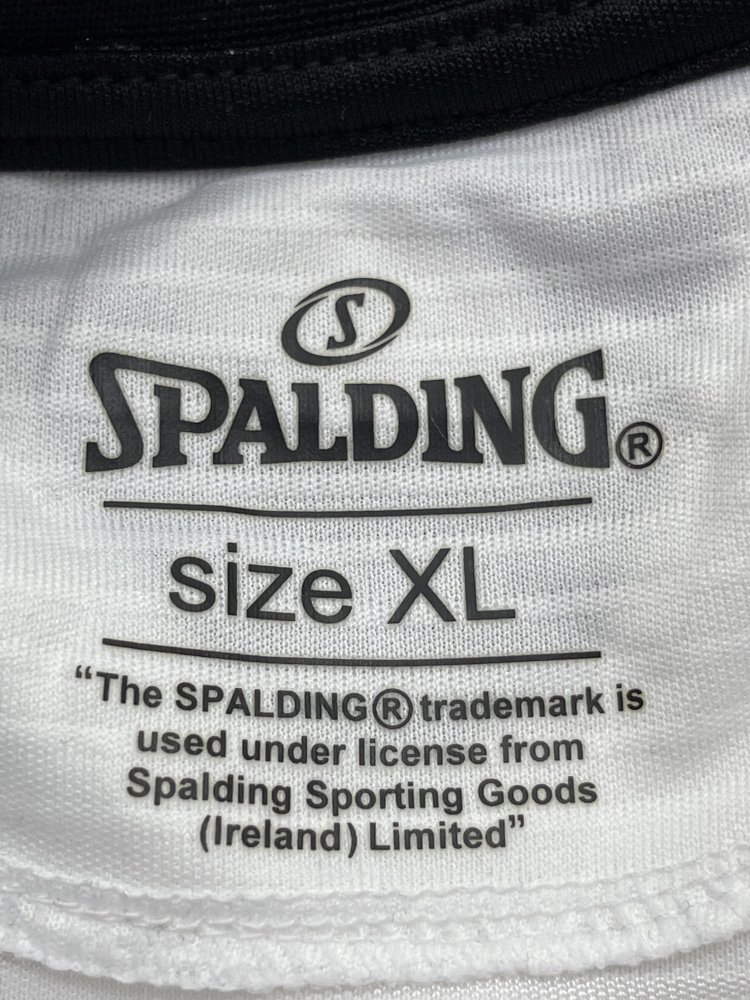 S
SPALDING®
size XL
“The SPALDING® trademark is
used under license from
Spalding Sporting Goods
(Ireland) Limited”